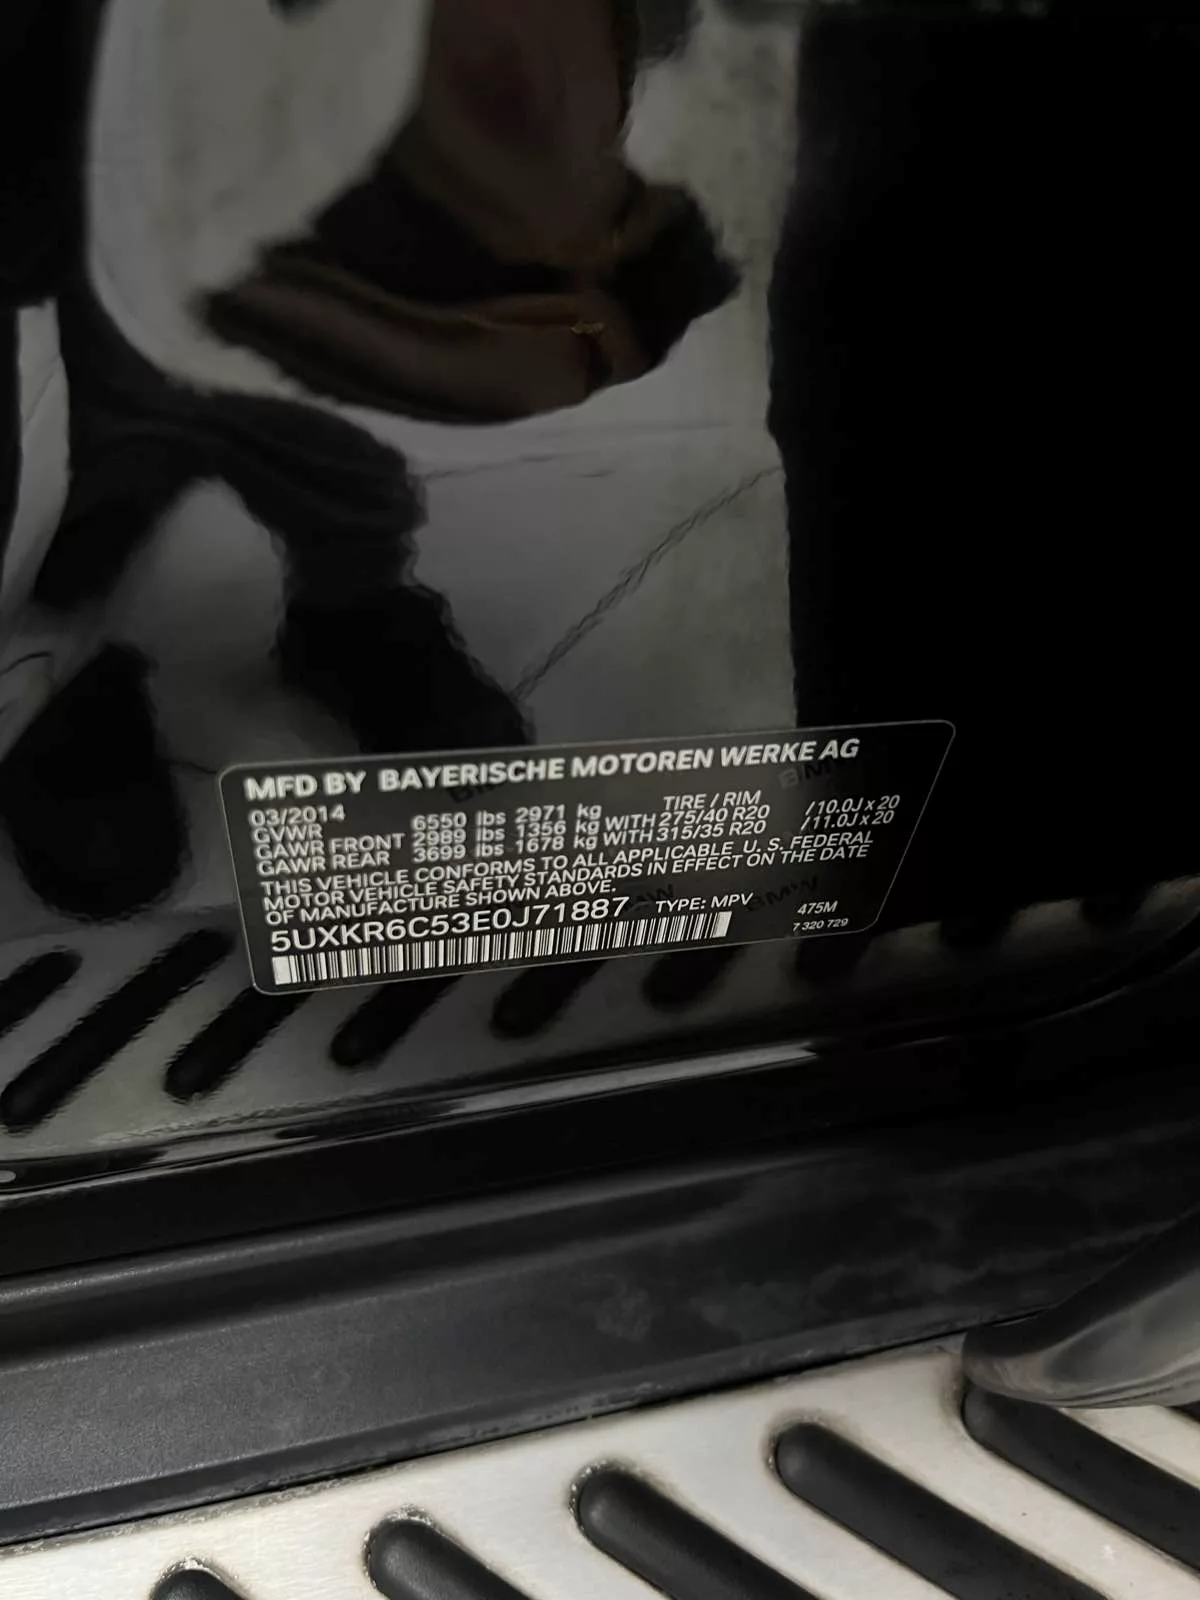 MFD BY BAYERISCHE MOTOREN WERKE AG
03/2014 TIRE / RIM
GVWR 6550 lbs 2971 kg
GAWR FRONT 2989 lbs 1356 kg WITH 275/40 R20 /10.0J x 20
GAWR REAR 3699 lbs 1678 kg WITH 315/35 R20 /11.0J x 20
THIS VEHICLE CONFORMS TO ALL APPLICABLE U. S. FEDERAL
MOTOR VEHICLE SAFETY STANDARDS IN EFFECT ON THE DATE
OF MANUFACTURE SHOWN ABOVE.
5UXKR6C53E0J71887 TYPE: MPV 475M
7 320 729